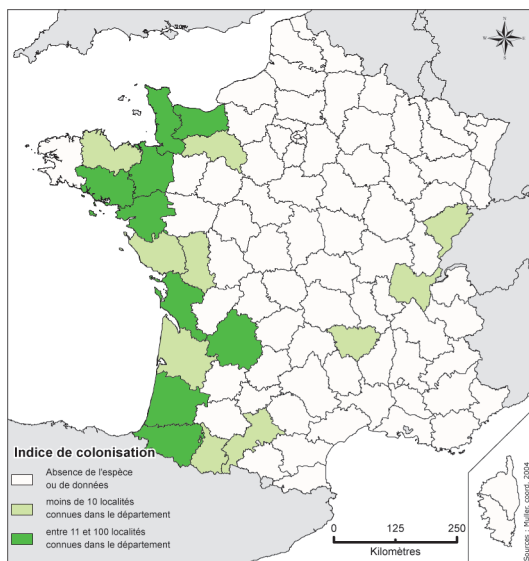 Indice de colonisation
Absence de l'espèce
ou de données
moins de 10 localités
connues dans le département
entre 11 et 100 localités
connues dans le département
0 125 250
Kilomètres
Sources : Muller, coord. 2004